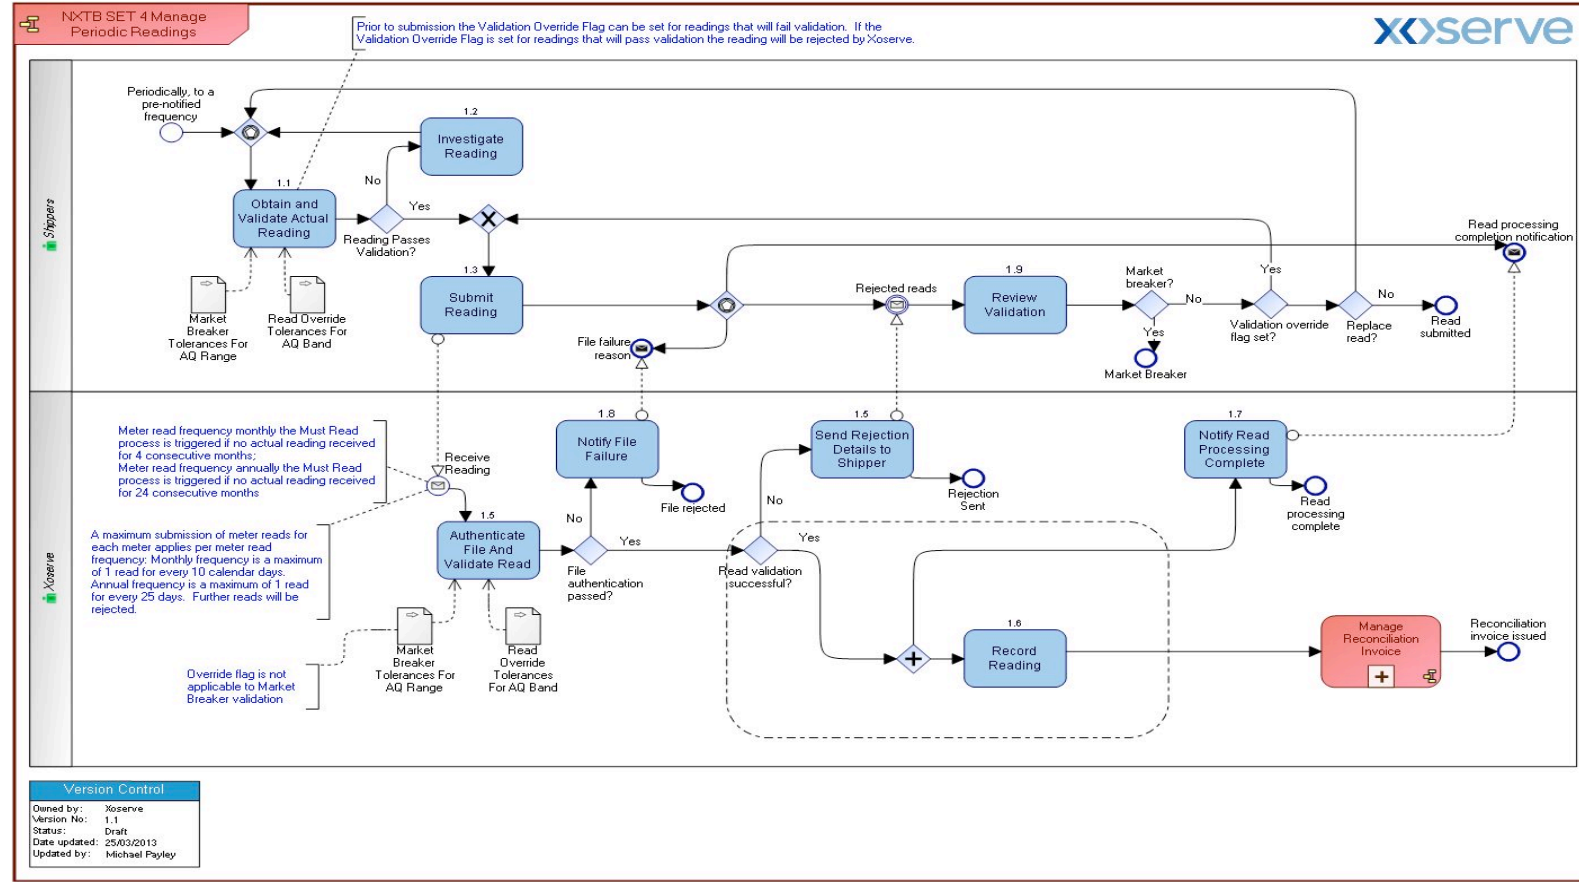 NXTB SET 4 Manage
Periodic Readings
Prior to submission the Validation Override Flag can be set for readings that will fail validation. If the
Validation Override Flag is set for readings that will pass validation the reading will be rejected by Xoserve.
xoserve
Shippers
Periodically, to a
pre-notified
frequency
1.2
Investigate
Reading
1.1
Obtain and
Validate Actual
Reading
No
Yes
Reading Passes
Validation?
Market
Breaker
Tolerances For
AQ Range
Read Override
Tolerances For
AQ Band
1.3
Submit
Reading
File failure
reason
Rejected reads
1.9
Review
Validation
Market
breaker?
No
Yes
Market Breaker
Yes
Validation override
flag set?
Replace
read?
No
Read
submitted
Read processing
completion notification
Xoserve
Meter read frequency monthly the Must Read
process is triggered if no actual reading received
for 4 consecutive months;
Meter read frequency annually the Must Read
process is triggered if no actual reading received
for 24 consecutive months
A maximum submission of meter reads for
each meter applies per meter read
frequency: Monthly frequency is a maximum
of 1 read for every 10 calendar days.
Annual frequency is a maximum of 1 read
for every 25 days. Further reads will be
rejected.
Override flag is not
applicable to Market
Breaker validation
Receive
Reading
1.5
Authenticate
File And
Validate Read
Market
Breaker
Tolerances For
AQ Range
Read
Override
Tolerances
For AQ Band
1.8
Notify File
Failure
File rejected
No
Yes
File
authentication
passed?
1.5
Send Rejection
Details to
Shipper
Rejection
Sent
No
Yes
Read validation
successful?
1.6
Record
Reading
1.7
Notify Read
Processing
Complete
Read
processing
complete
Manage
Reconciliation
Invoice
Reconciliation
invoice issued
Version Control
Owned by: Xoserve
Version No: 1.1
Status: Draft
Date updated: 25/03/2013
Updated by: Michael Payley